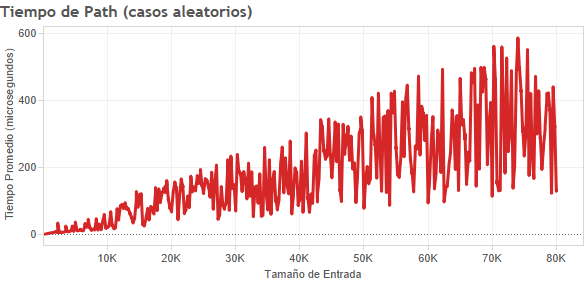 Tiempo de Path (casos aleatorios)
Tiempo Promedio (microsegundos)
600
400
200
0
10K 20K 30K 40K 50K 60K 70K 80K
Tamaño de Entrada